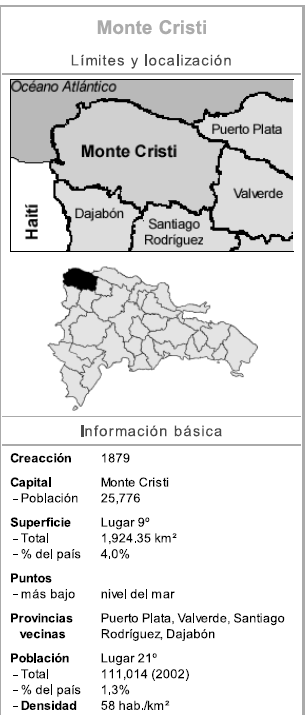 Monte Cristi
Límites y localización
Océano Atlántico
Puerto Plata
Monte Cristi
Valverde
Haiti
Dajabón
Santiago
Rodríguez
Información básica
Creacción 1879
Capital Monte Cristi
– Población 25,776
Superficie Lugar 9º
– Total 1,924.35 km²
– % del país 4,0%
Puntos
– más bajo nivel del mar
Provincias Puerto Plata, Valverde, Santiago
vecinas Rodríguez, Dajabón
Población Lugar 21º
– Total 111,014 (2002)
– % del país 1,3%
– Densidad 58 hab./km²